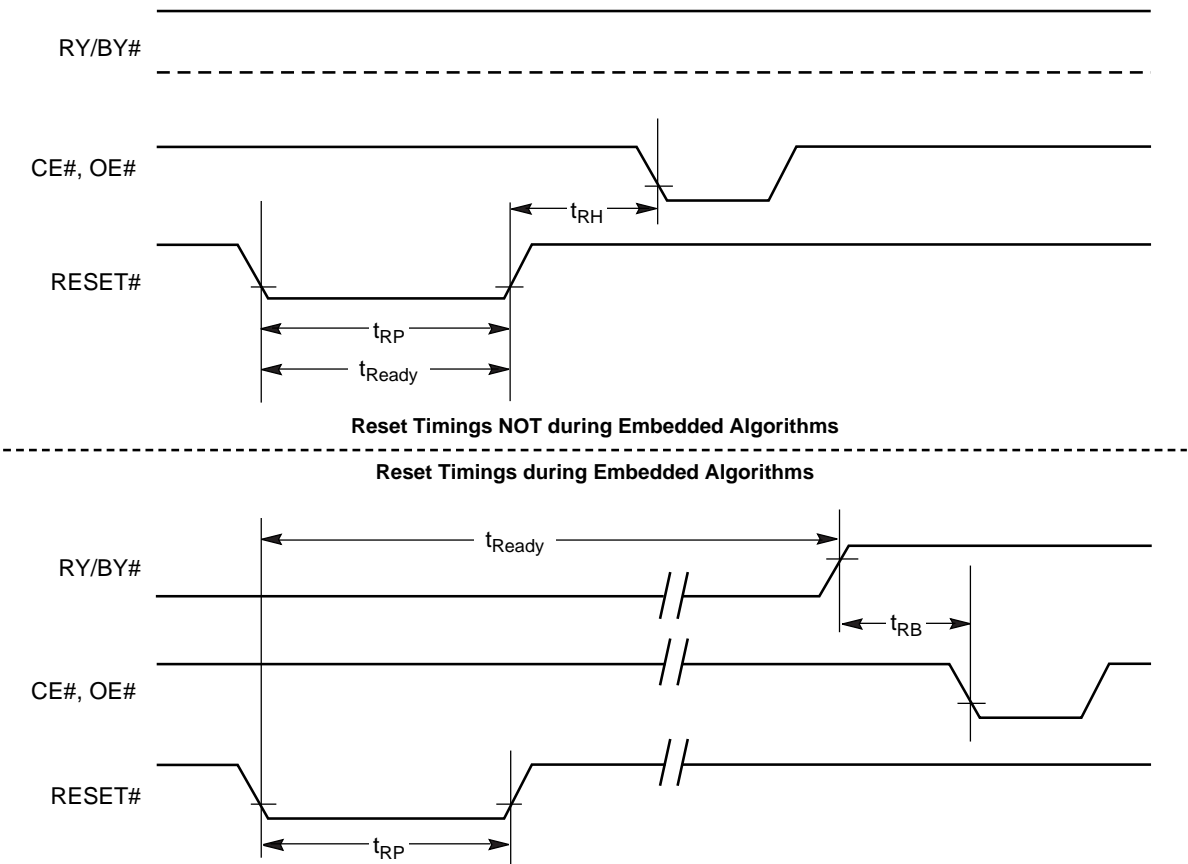 RY/BY#
CE#, OE#
tRH
RESET#
tRP
tReady
Reset Timings NOT during Embedded Algorithms
Reset Timings during Embedded Algorithms
tReady
RY/BY#
tRB
CE#, OE#
RESET#
tRP